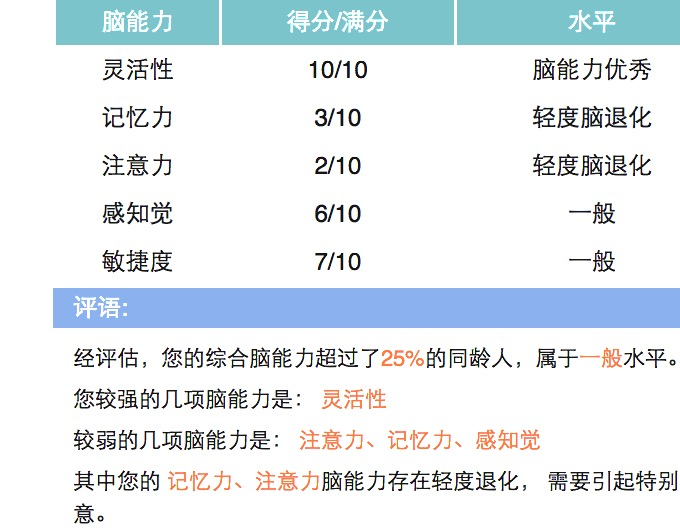 脑能力 得分/满分 水平
灵活性 10/10 脑能力优秀
记忆力 3/10 轻度脑退化
注意力 2/10 轻度脑退化
感知觉 6/10 一般
敏捷度 7/10 一般
评语:
经评估，您的综合脑能力超过了25%的同龄人，属于一般水平。
您较强的几项脑能力是： 灵活性
较弱的几项脑能力是： 注意力、记忆力、感知觉
其中您的 记忆力、注意力脑能力存在轻度退化， 需要引起特别
意。